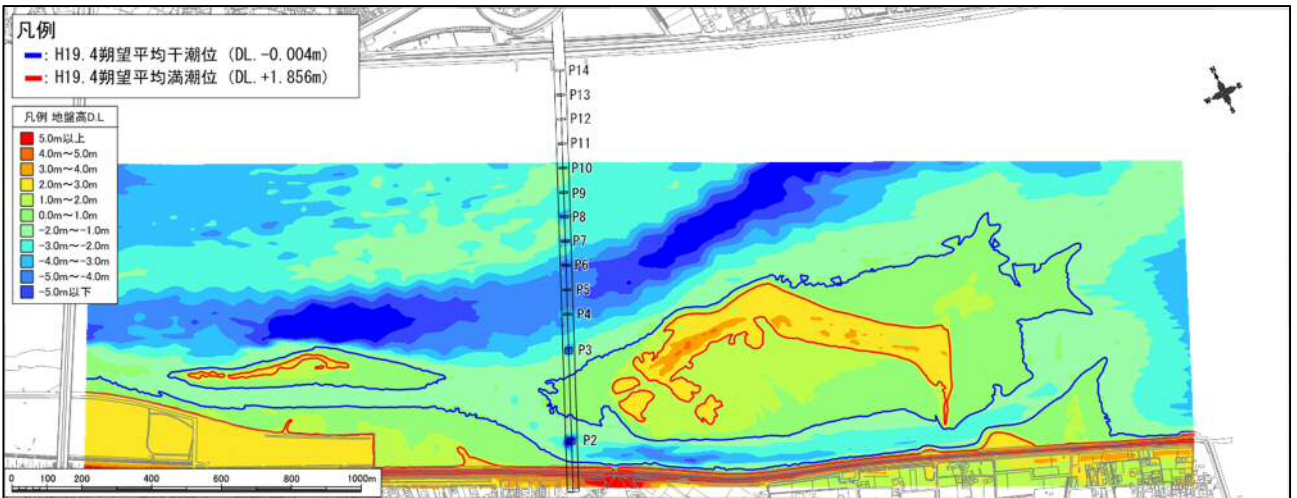 凡例
: H19.4朔望平均干潮位 (DL.-0.004m)
: H19.4朔望平均満潮位 (DL.+1.856m)
凡例 地盤高D.L
5.0m以上
4.0m～5.0m
3.0m～4.0m
2.0m～3.0m
1.0m～2.0m
0.0m～1.0m
-2.0m～-1.0m
-3.0m～-2.0m
-4.0m～-3.0m
-5.0m～-4.0m
-5.0m以下
P14
P13
P12
P11
P10
P9
P8
P7
P6
P5
P4
P3
P2
0 100 200 400 600 800 1000m